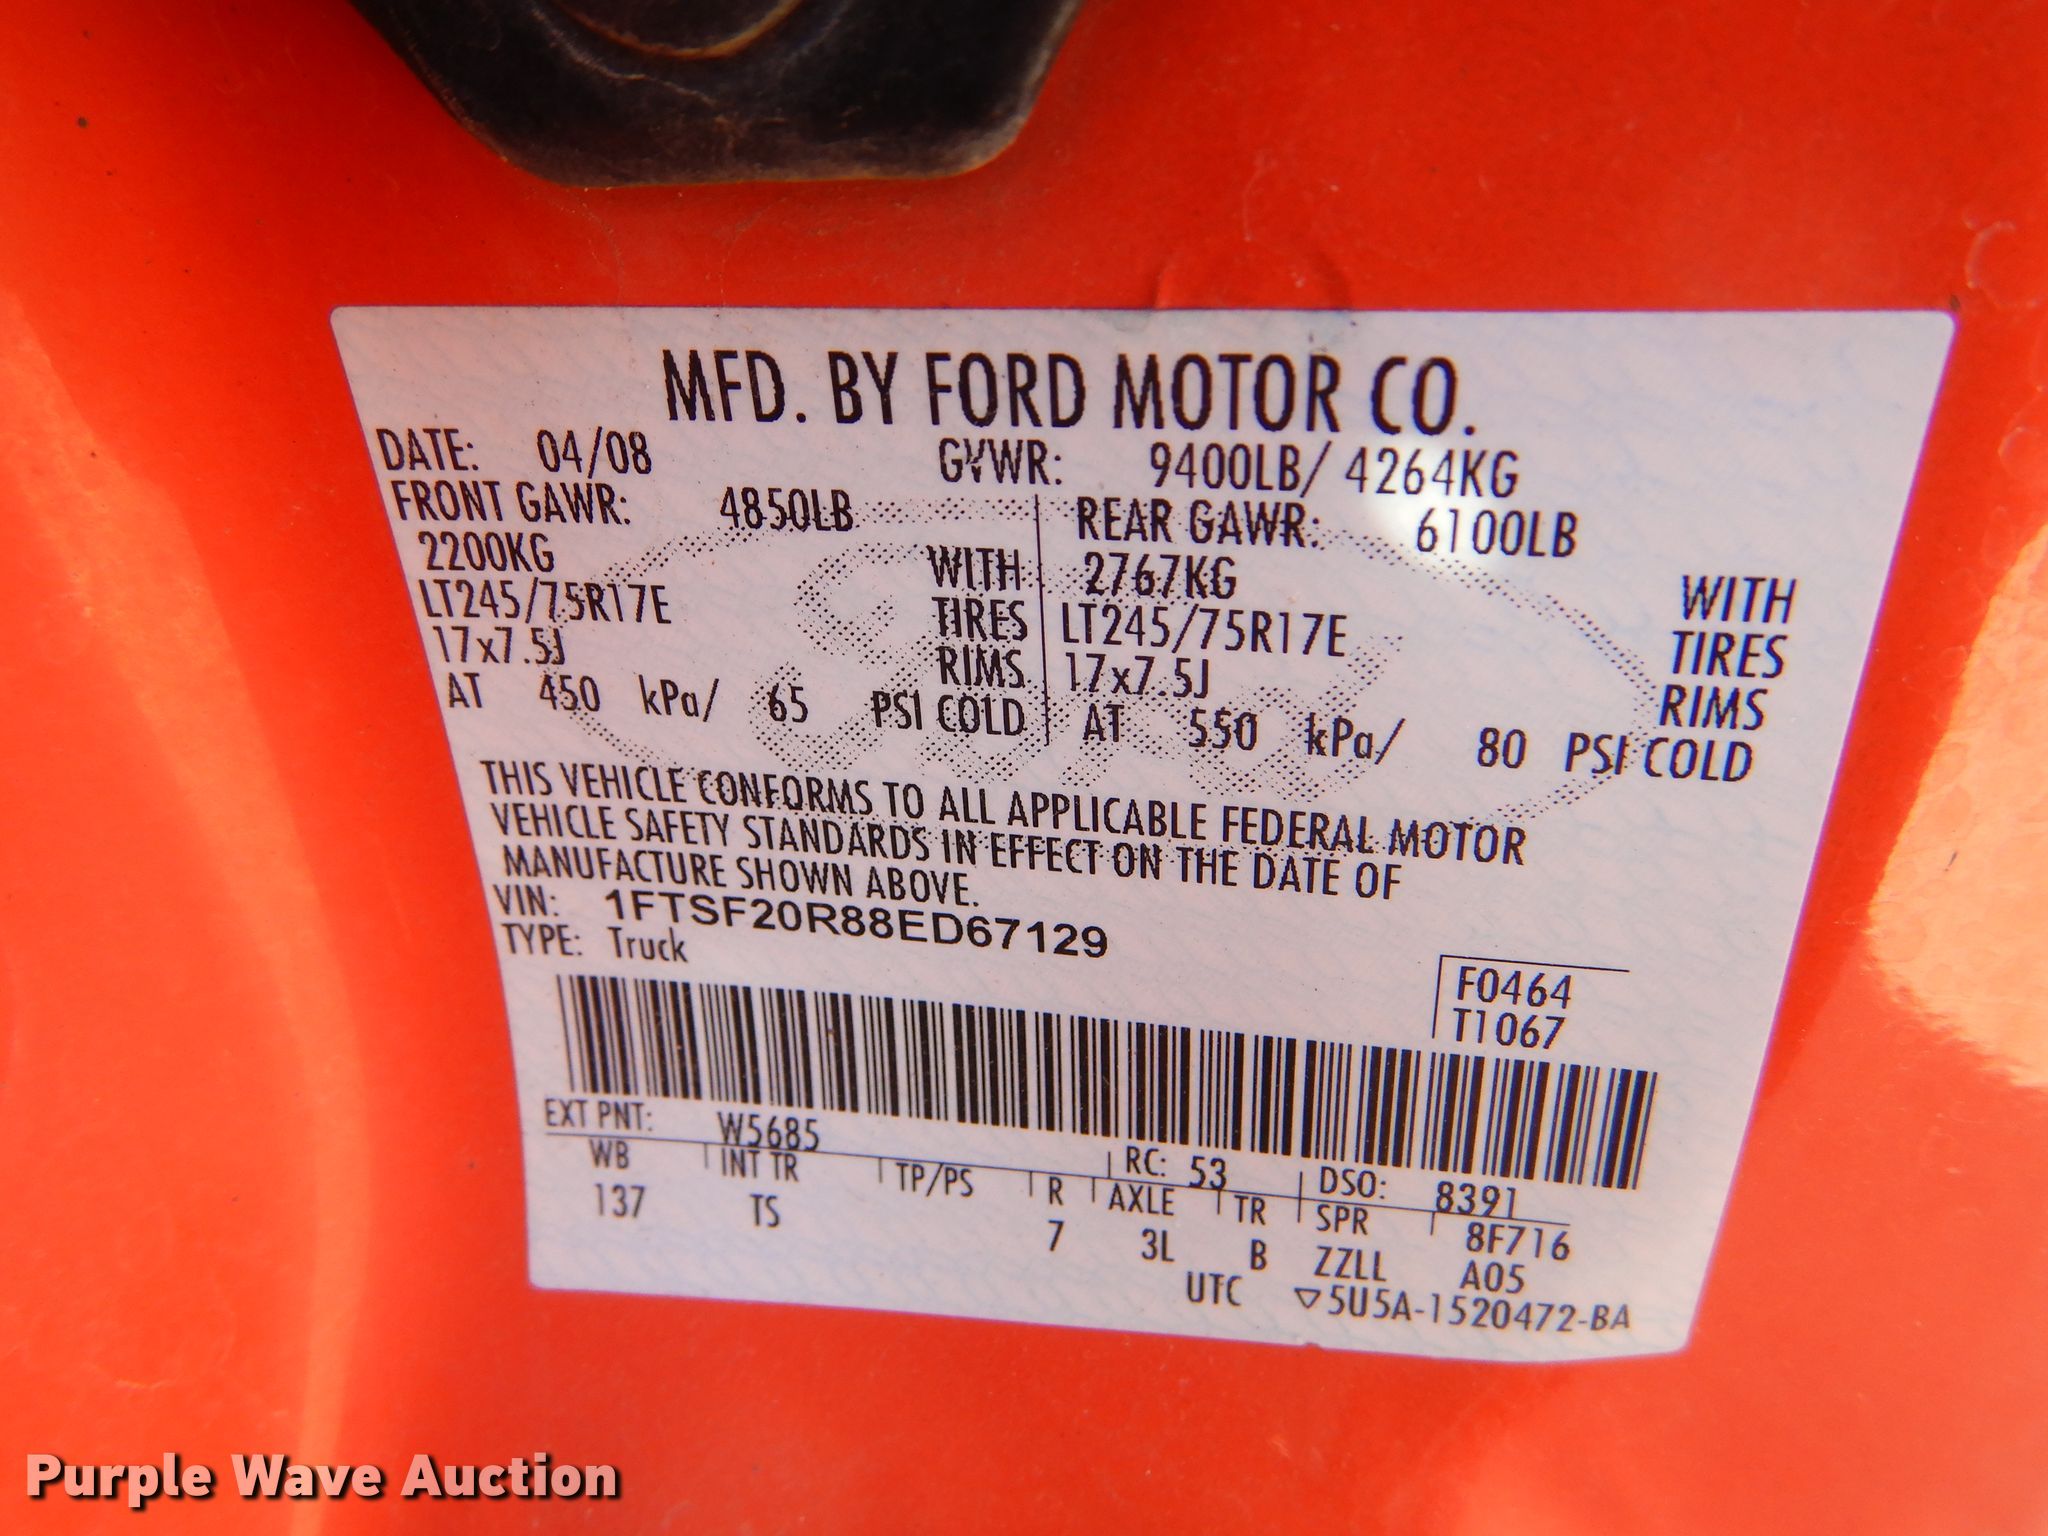 MFD. BY FORD MOTOR CO.
DATE: 04/08 GVWR: 9400LB/ 4264KG
FRONT GAWR: 4850LB REAR GAWR: 6100LB
2200KG WITH 2767KG WITH
LT245/75R17E TIRES LT245/75R17E TIRES
17x7.5J RIMS 17x7.5J RIMS
AT 450 kPa/ 65 PSI COLD AT 550 kPa/ 80 PSI COLD
THIS VEHICLE CONFORMS TO ALL APPLICABLE FEDERAL MOTOR
VEHICLE SAFETY STANDARDS IN EFFECT ON THE DATE OF
MANUFACTURE SHOWN ABOVE.
VIN: 1FTSF20R88ED67129
TYPE: Truck
F0464
T1067
EXT PNT: W5685 RC: 53 DSO: 8391
WB INT TR TP/PS R AXLE TR SPR 8F716
137 TS 7 3L B ZZLL A05
UTC ▽5U5A-1520472-BA
Purple Wave Auction